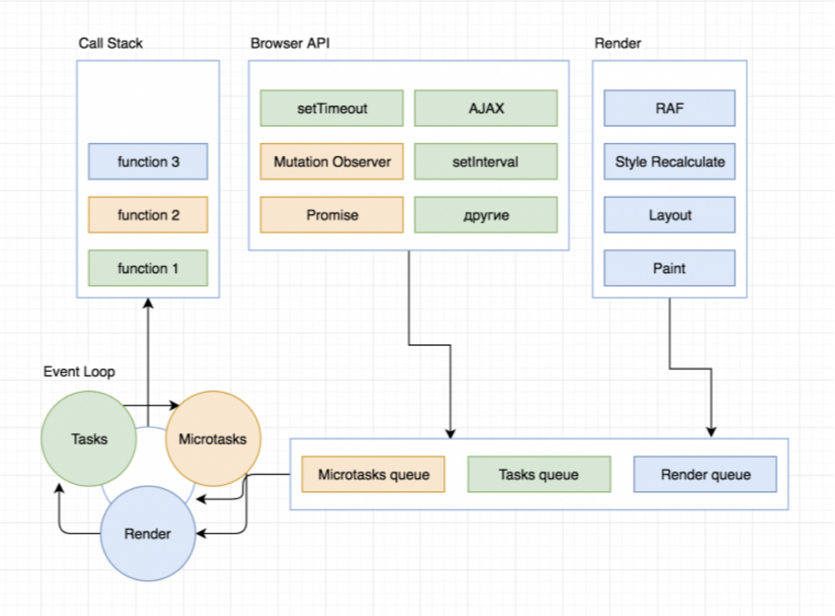 Call Stack
Browser API
Render
setTimeout
AJAX
RAF
function 3
Mutation Observer
setInterval
Style Recalculate
function 2
Promise
другие
Layout
function 1
Paint
Event Loop
Tasks
Microtasks
Render
Microtasks queue
Tasks queue
Render queue